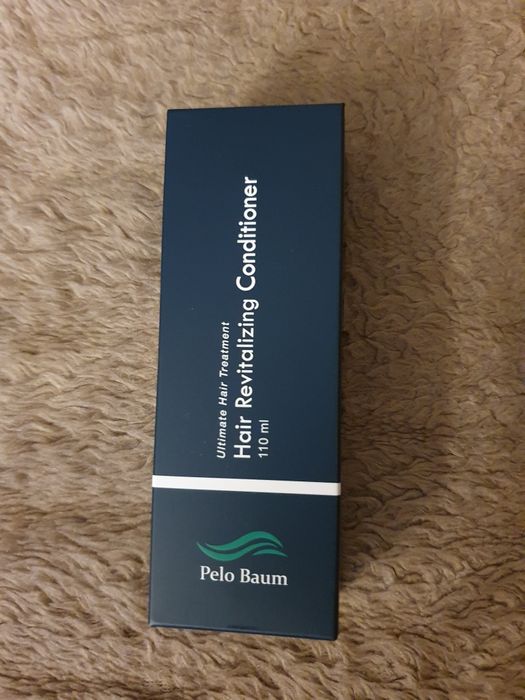 Ultimate Hair Treatment
Hair Revitalizing Conditioner
110 ml
Pelo Baum